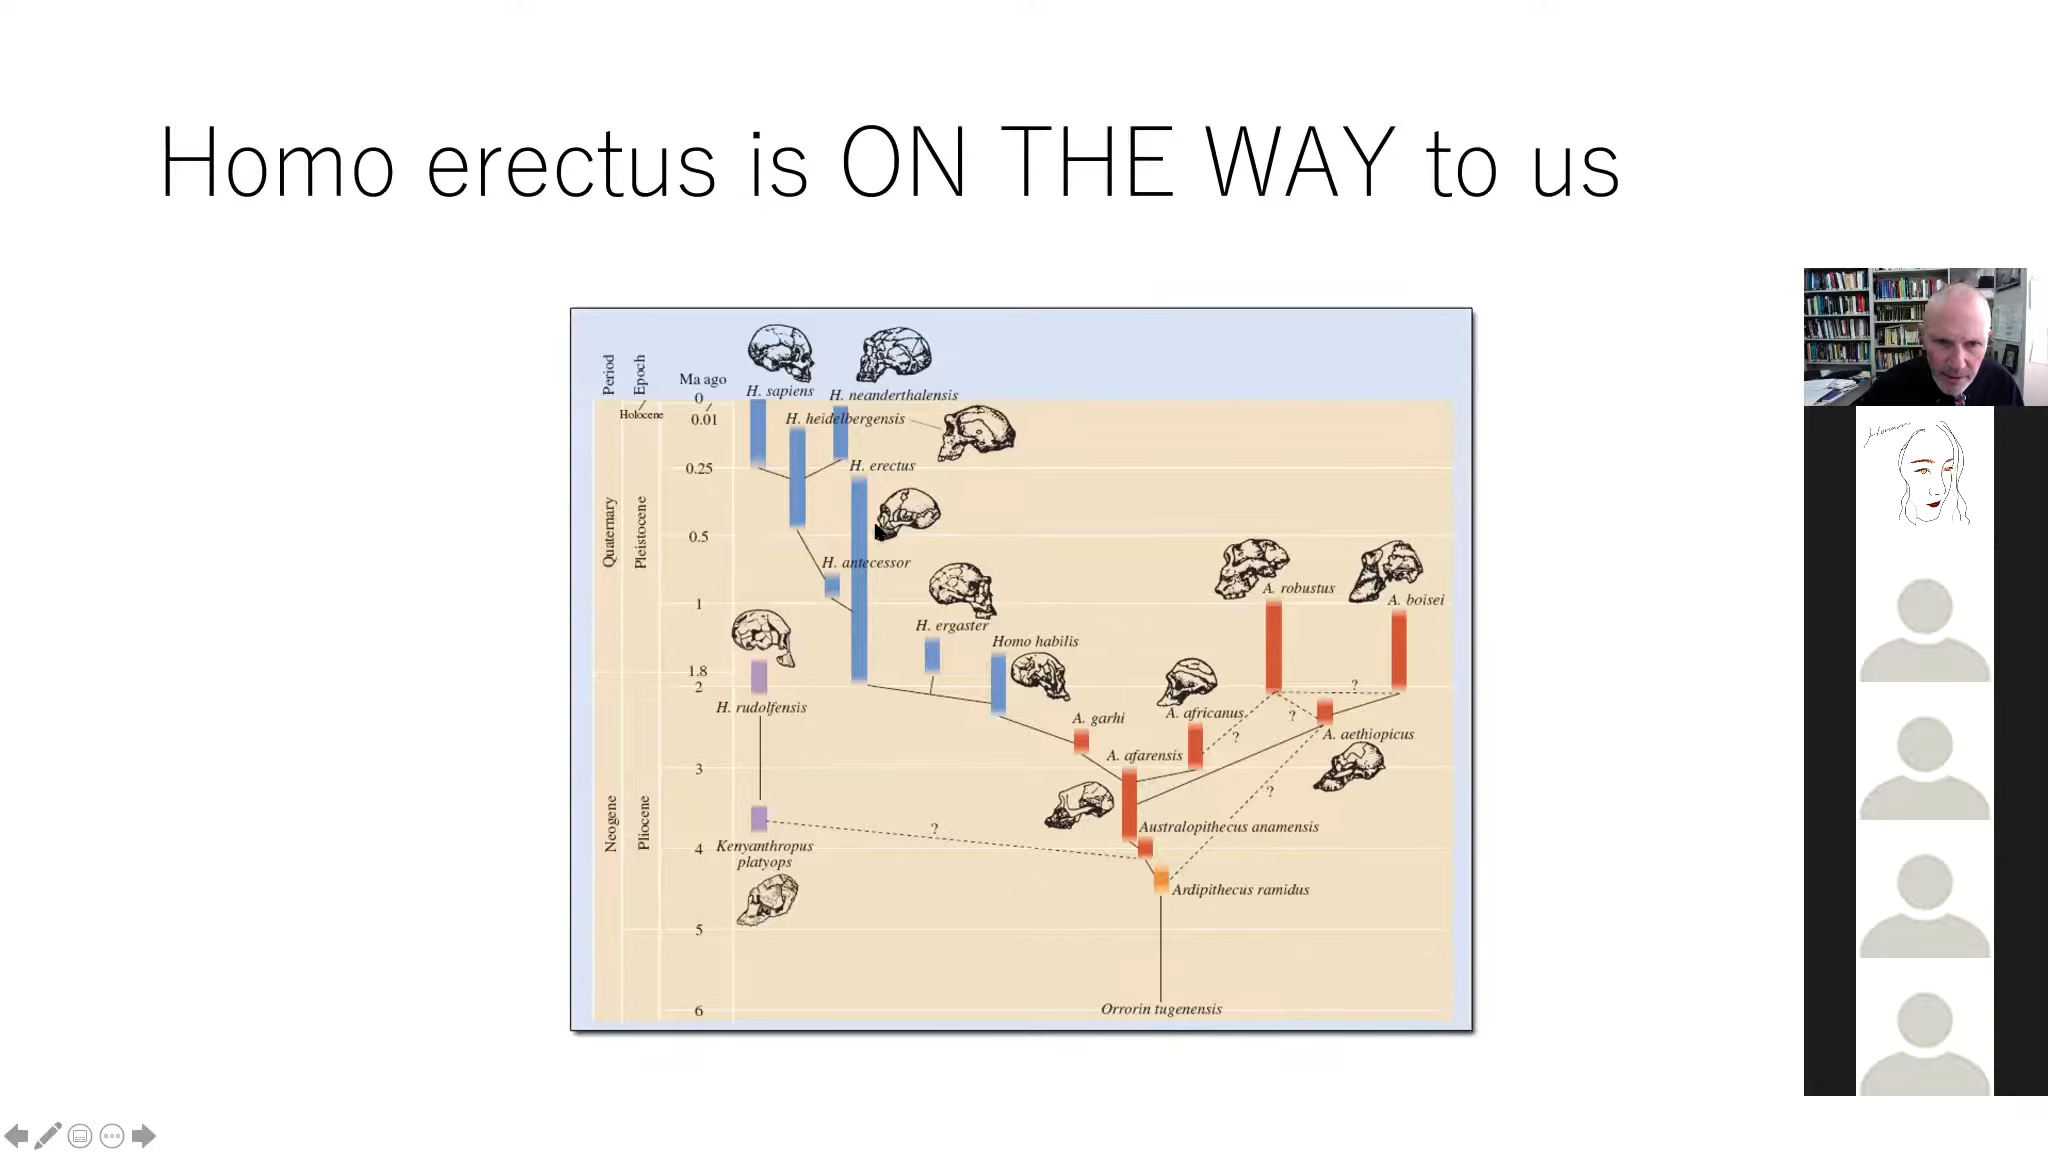 Homo erectus is ON THE WAY to us
Period
Epoch
Ma ago
H. sapiens
H. neanderthalensis
0
Holocene
0.01
H. heidelbergensis
0.25
H. erectus
Quaternary
Pleistocene
0.5
H. antecessor
A. robustus
A. boisei
1
H. ergaster
Homo habilis
1.8
2
?
H. rudolfensis
A. garhi
A. africanus
?
?
A. aethiopicus
A. afarensis
3
?
Neogene
Pliocene
?
Australopithecus anamensis
4
Kenyanthropus
platyops
Ardipithecus ramidus
5
6
Orrorin tugenensis